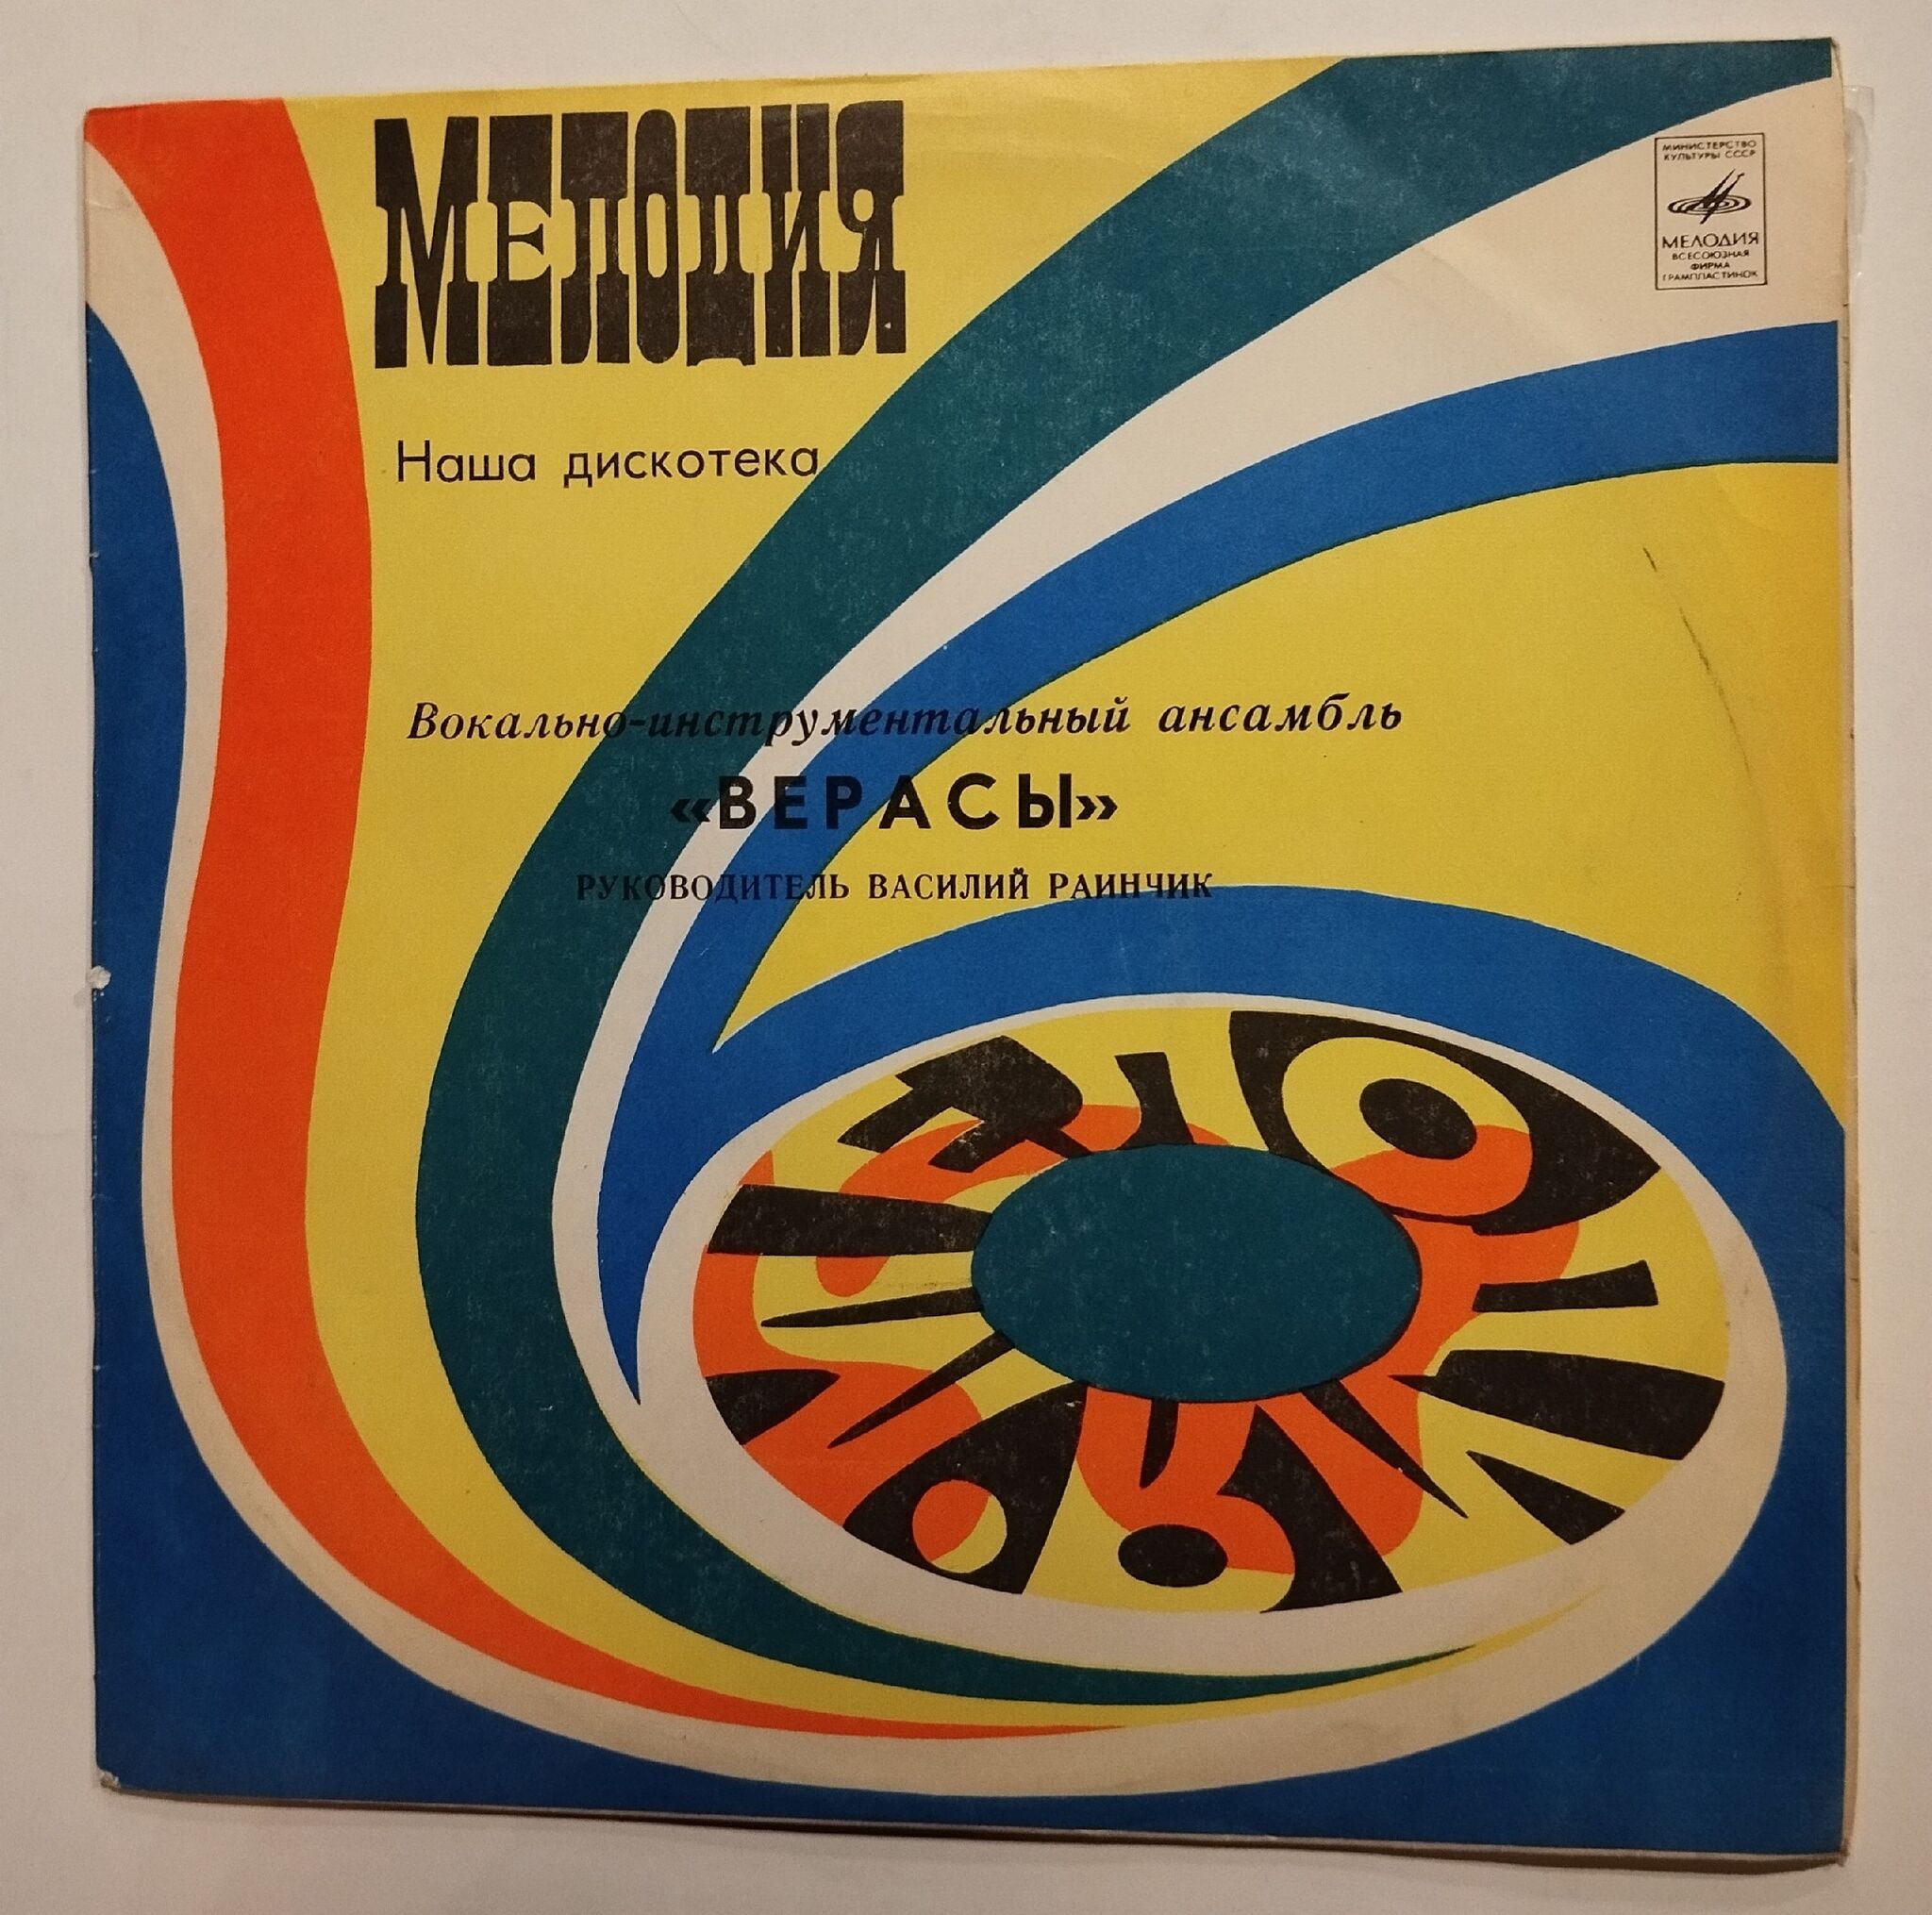 МЕЛОДИЯ
МИНИСТЕРСТВО
КУЛЬТУРЫ СССР
МЕЛОДИЯ
ВСЕСОЮЗНАЯ
ФИРМА
ГРАМПЛАСТИНОК
Наша дискотека
Вокально-инструментальный ансамбль
«ВЕРАСЫ»
РУКОВОДИТЕЛЬ ВАСИЛИЙ РАИНЧИК